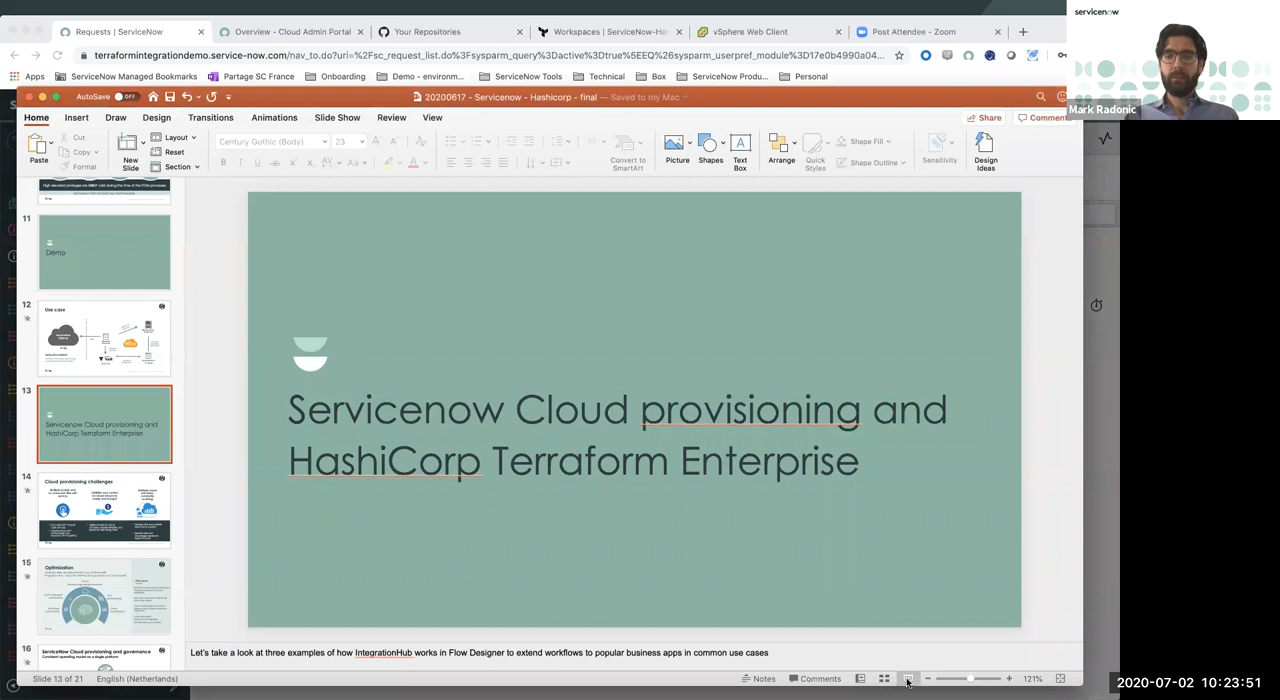 servicenow
Mark Radonic
Requests | ServiceNow
Overview - Cloud Admin Portal
Your Repositories
Workspaces | ServiceNow-Has
vSphere Web Client
Post Attendee - Zoom
terraformintegrationdemo.service-now.com/nav_to.do?uri=%2Fsc_request_list.do%3Fsysparm_query%3Dactive%3Dtrue%5EEQ%26sysparm_userpref_module%3D17e0b4990a04...
Apps
ServiceNow Managed Bookmarks
Partage SC France
Onboarding
Demo - environm...
ServiceNow Tools
Technical
Box
ServiceNow Produ...
Personal
AutoSave OFF
20200617 - Servicenow - Hashicorp - final — Saved to my Mac
Home Insert Draw Design Transitions Animations Slide Show Review View
Share
Comments
Paste
Cut
Copy
Format
New Slide
Layout
Reset
Section
Century Gothic (Body)
23
Convert to SmartArt
Picture
Shapes
Text Box
Arrange
Quick Styles
Shape Fill
Shape Outline
Sensitivity
Design Ideas
11
Démo
12
Use case
13
Servicenow Cloud provisioning and
HashiCorp Terraform Enterprise
14
Cloud provisioning challenges
15
Optimization
16
ServiceNow Cloud provisioning and governance
Consistent operating model on a single platform
Servicenow Cloud provisioning and
HashiCorp Terraform Enterprise
Let's take a look at three examples of how IntegrationHub works in Flow Designer to extend workflows to popular business apps in common use cases
Slide 13 of 21
English (Netherlands)
Notes
Comments
121%
2020-07-02 10:23:51